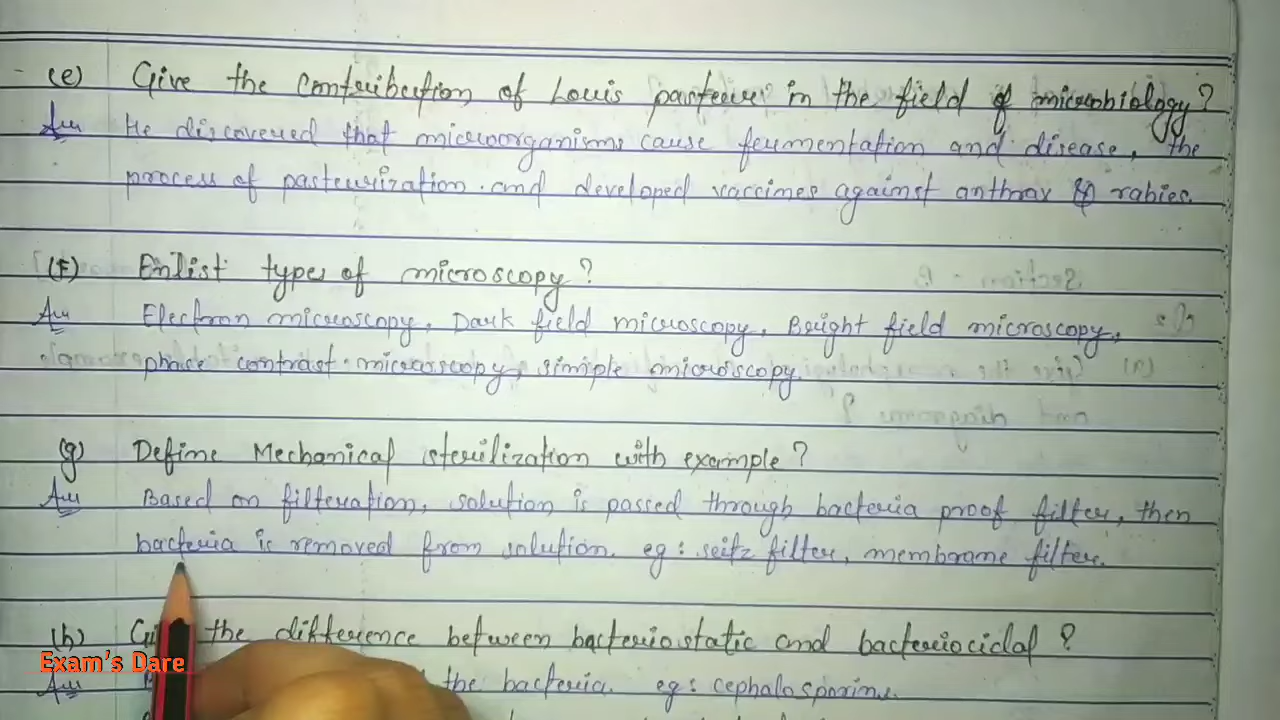 (e) Give the contribution of Louis pasteur in the field of microbiology?
Ans He discovered that microorganisms cause fermentation and disease, the
process of pasteurization and developed vaccines against anthrax & rabies.
(f) Enlist types of microscopy?
Ans Electron microscopy, Dark field microscopy, Bright field microscopy,
phase contrast microscopy, simple microscopy.
(g) Define Mechanical sterilization with example?
Ans Based on filteration, solution is passed through bacteria proof filter, then
bacteria is removed from solution. eg: seitz filter, membrane filter.
(h) the difference between bacteriostatic and bacteriocidal?
Exam's Dare
Ans the bacteria. eg: cephalosporins.